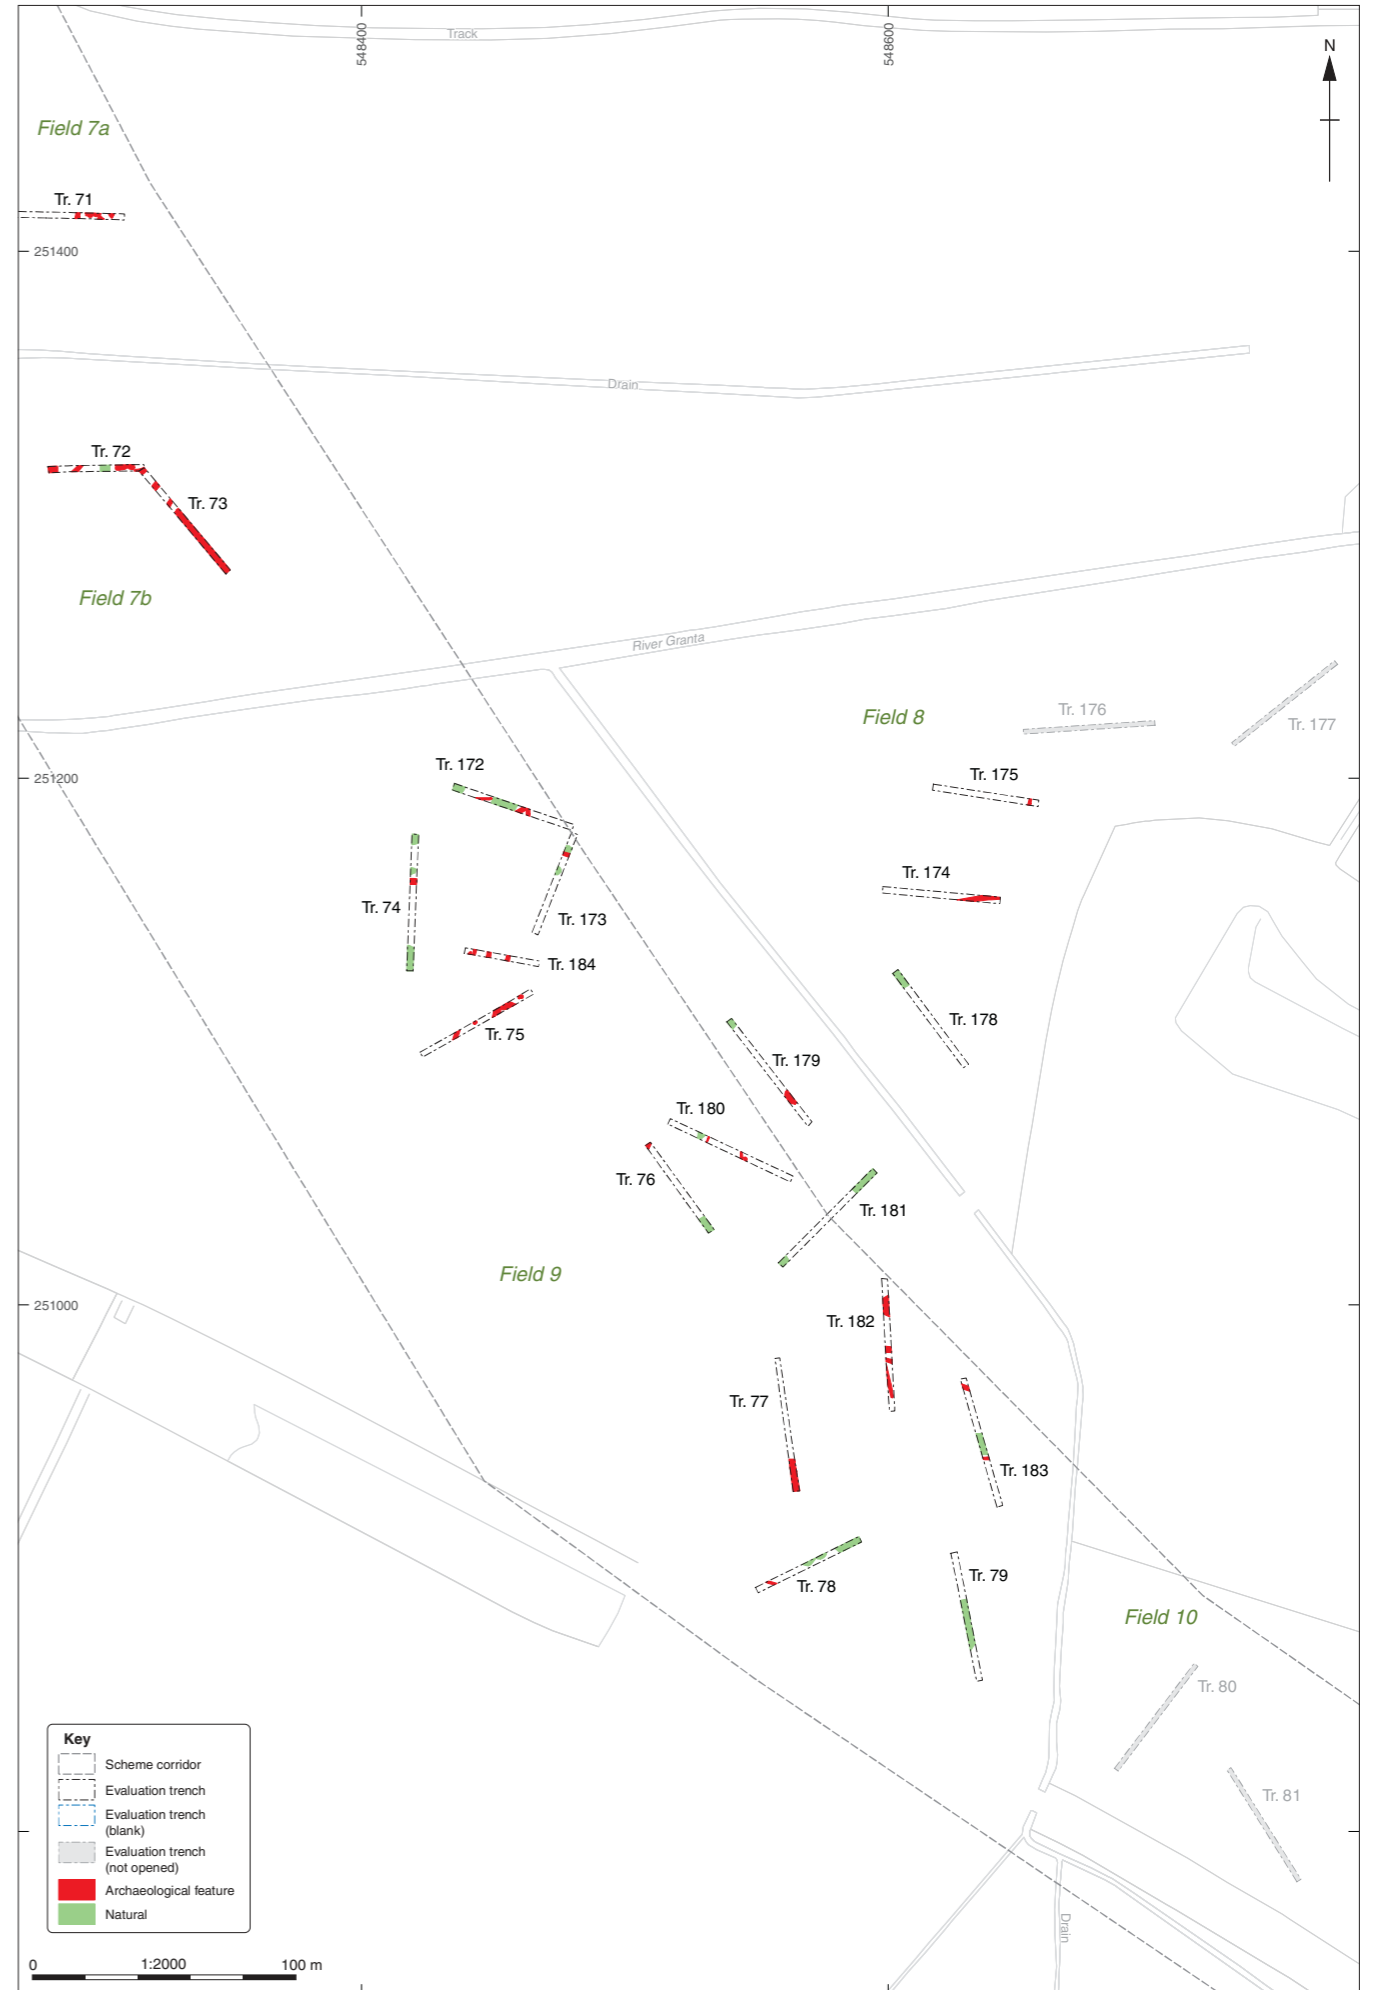 548400
548600
Track
N
Field 7a
Tr. 71
251400
Drain
Tr. 72
Tr. 73
Field 7b
River Granta
Field 8
Tr. 176
Tr. 177
Tr. 172
251200
Tr. 175
Tr. 174
Tr. 74
Tr. 173
Tr. 184
Tr. 75
Tr. 178
Tr. 179
Tr. 180
Tr. 76
Tr. 181
Field 9
251000
Tr. 182
Tr. 77
Tr. 183
Tr. 78
Tr. 79
Field 10
Tr. 80
Tr. 81
Drain
Key
Scheme corridor
Evaluation trench
Evaluation trench
(blank)
Evaluation trench
(not opened)
Archaeological feature
Natural
0 1:2000 100 m